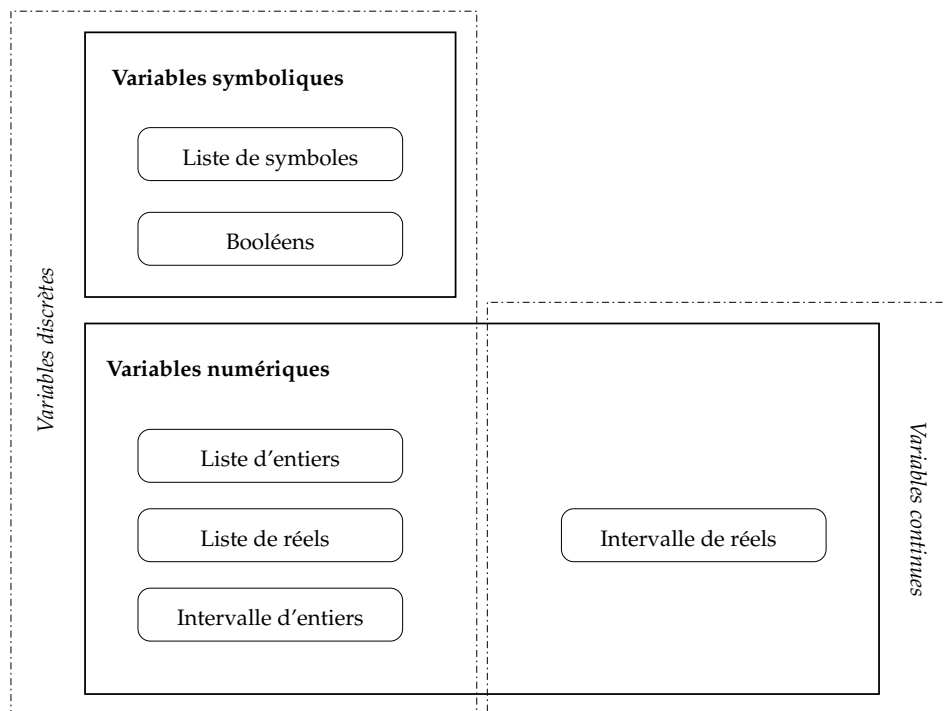 Variables symboliques
Liste de symboles
Booléens
Variables discrètes
Variables numériques
Liste d'entiers
Liste de réels
Intervalle d'entiers
Intervalle de réels
Variables continues